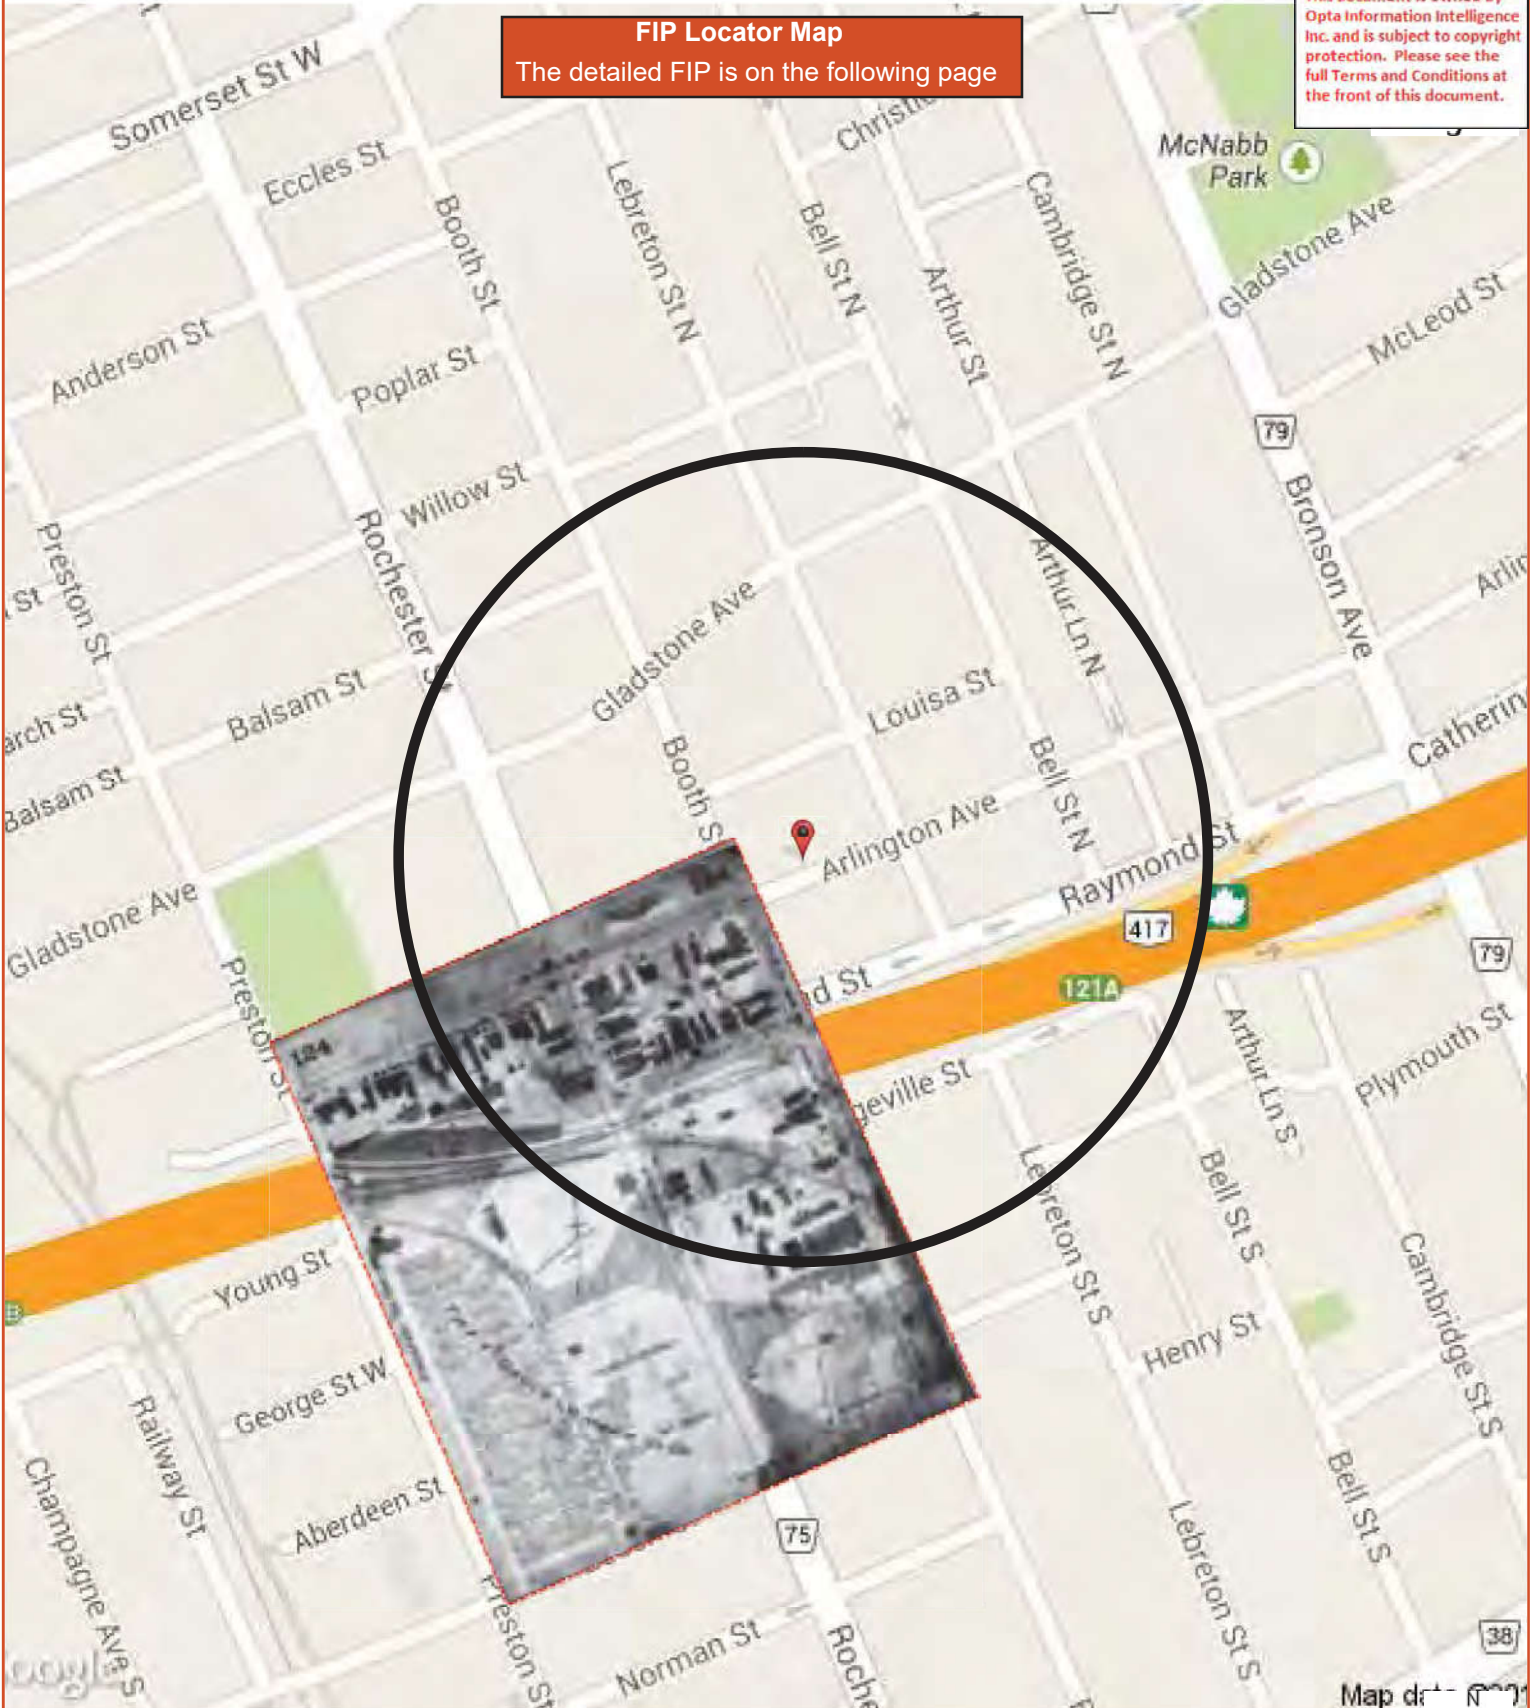 FIP Locator Map
The detailed FIP is on the following page
Opta Information Intelligence
Inc. and is subject to copyright
protection. Please see the
full Terms and Conditions at
the front of this document.
Somerset St W
Eccles St
McNabb
Park
Booth St
Lebreton St N
Bell St N
Cambridge St N
Gladstone Ave
Arthur St
McLeod St
Anderson St
Poplar St
79
Willow St
Bronson Ave
Preston St
Rochester St
Arthur Ln N
St
Gladstone Ave
Balsam St
Louisa St
Booth S
Bell St N
Balsam St
Arlington Ave
Raymond St
Gladstone Ave
417
79
Preston St
d St
121A
124
Arthur Ln S
Plymouth St
geville St
Lebreton St S
Bell St S
Young St
Cambridge St S
Henry St
George St W
Railway St
Champagne Ave S
Aberdeen St
Bell St S
75
Lebreton St S
Preston St
Norman St
Roche
38
Map data
N